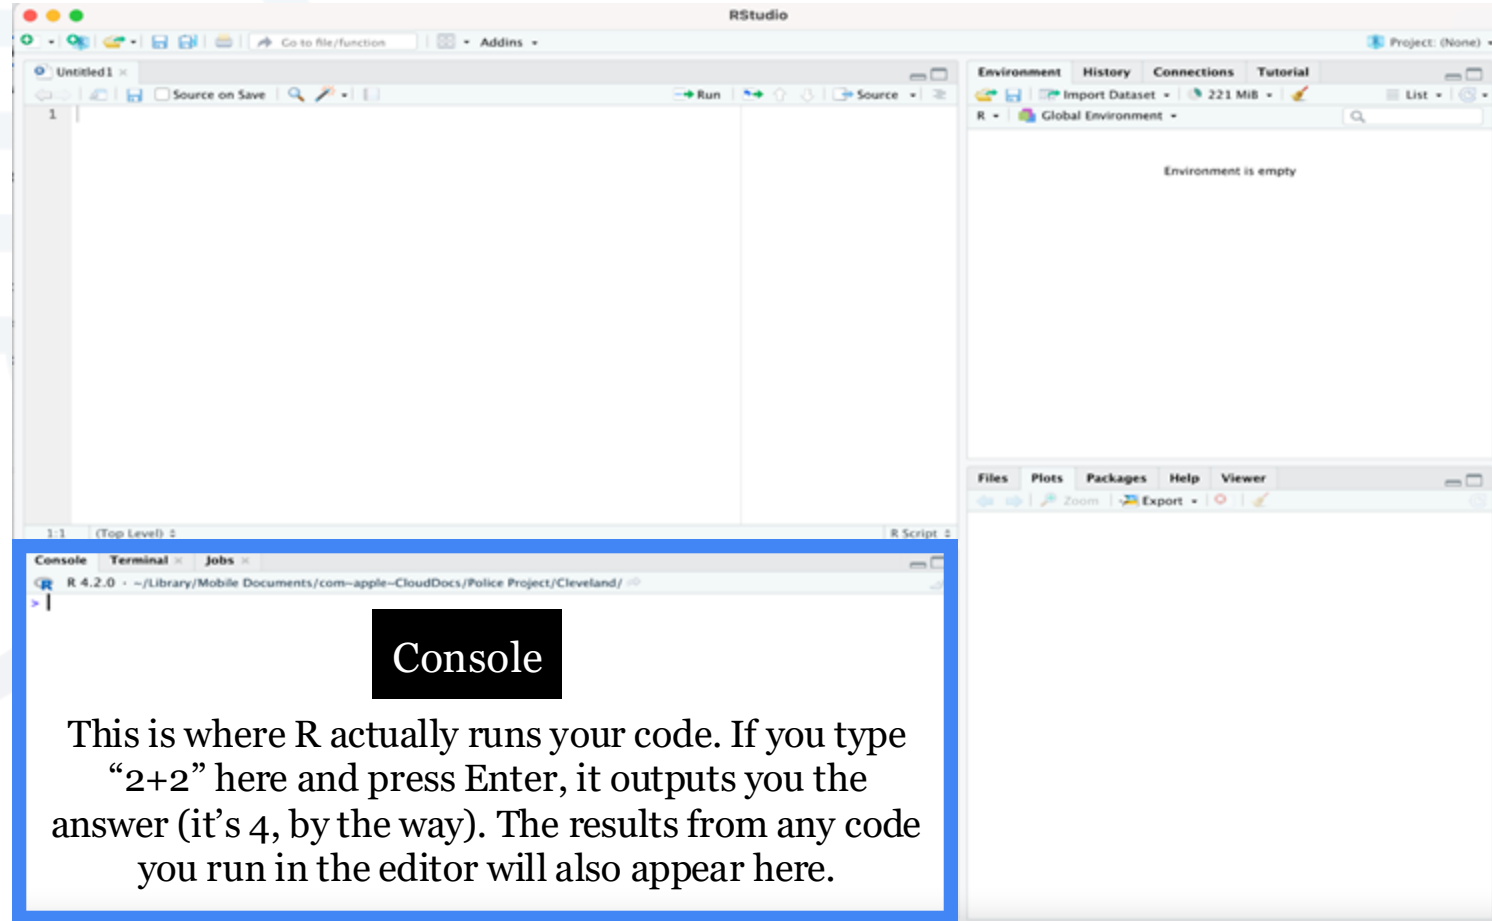 RStudio
Go to file/function Addins Project: (None)
Untitled1
Source on Save Run Source
1
1:1 (Top Level) R Script
Environment History Connections Tutorial
Import Dataset 221 MiB List
R Global Environment
Environment is empty
Files Plots Packages Help Viewer
Zoom Export
Console Terminal Jobs
R 4.2.0 · ~/Library/Mobile Documents/com~apple~CloudDocs/Police Project/Cleveland/
>
Console
This is where R actually runs your code. If you type
“2+2” here and press Enter, it outputs you the
answer (it’s 4, by the way). The results from any code
you run in the editor will also appear here.